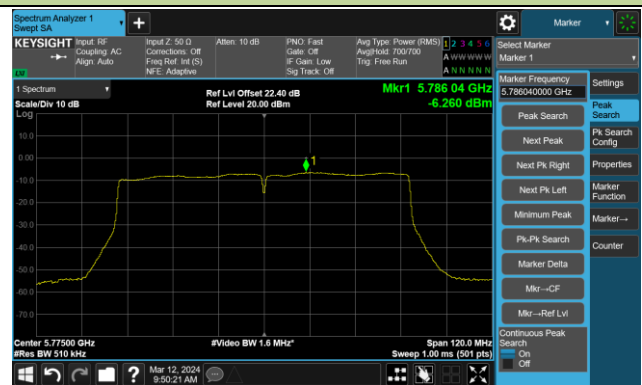 Spectrum Analyzer 1
Swept SA
+
Marker
KEYSIGHT
Input: RF
Coupling: AC
Align: Auto
Input Z: 50 Ω
Corrections: Off
Freq Ref: Int (S)
NFE: Adaptive
Atten: 10 dB
PNO: Fast
Gate: Off
IF Gain: Low
Sig Track: Off
Avg Type: Power (RMS)
Avg|Hold: 700/700
Trig: Free Run
1 2 3 4 5 6
A W W W W W
A N N N N N
LXI
Select Marker
Marker 1
1 Spectrum
Scale/Div 10 dB
Log
Ref Lvl Offset 22.40 dB
Ref Level 20.00 dBm
Mkr1 5.786 04 GHz
-6.260 dBm
10.0
0.00
-10.0
-20.0
-30.0
-40.0
-50.0
-60.0
-70.0
1
Center 5.77500 GHz
#Res BW 510 kHz
#Video BW 1.6 MHz*
Span 120.0 MHz
Sweep 1.00 ms (501 pts)
Marker Frequency
5.786040000 GHz
Peak Search
Next Peak
Next Pk Right
Next Pk Left
Minimum Peak
Pk-Pk Search
Marker Delta
Mkr→CF
Mkr→Ref Lvl
Continuous Peak
Search
On
Off
Settings
Peak
Search
Pk Search
Config
Properties
Marker
Function
Marker→
Counter
?
Mar 12, 2024
9:50:21 AM